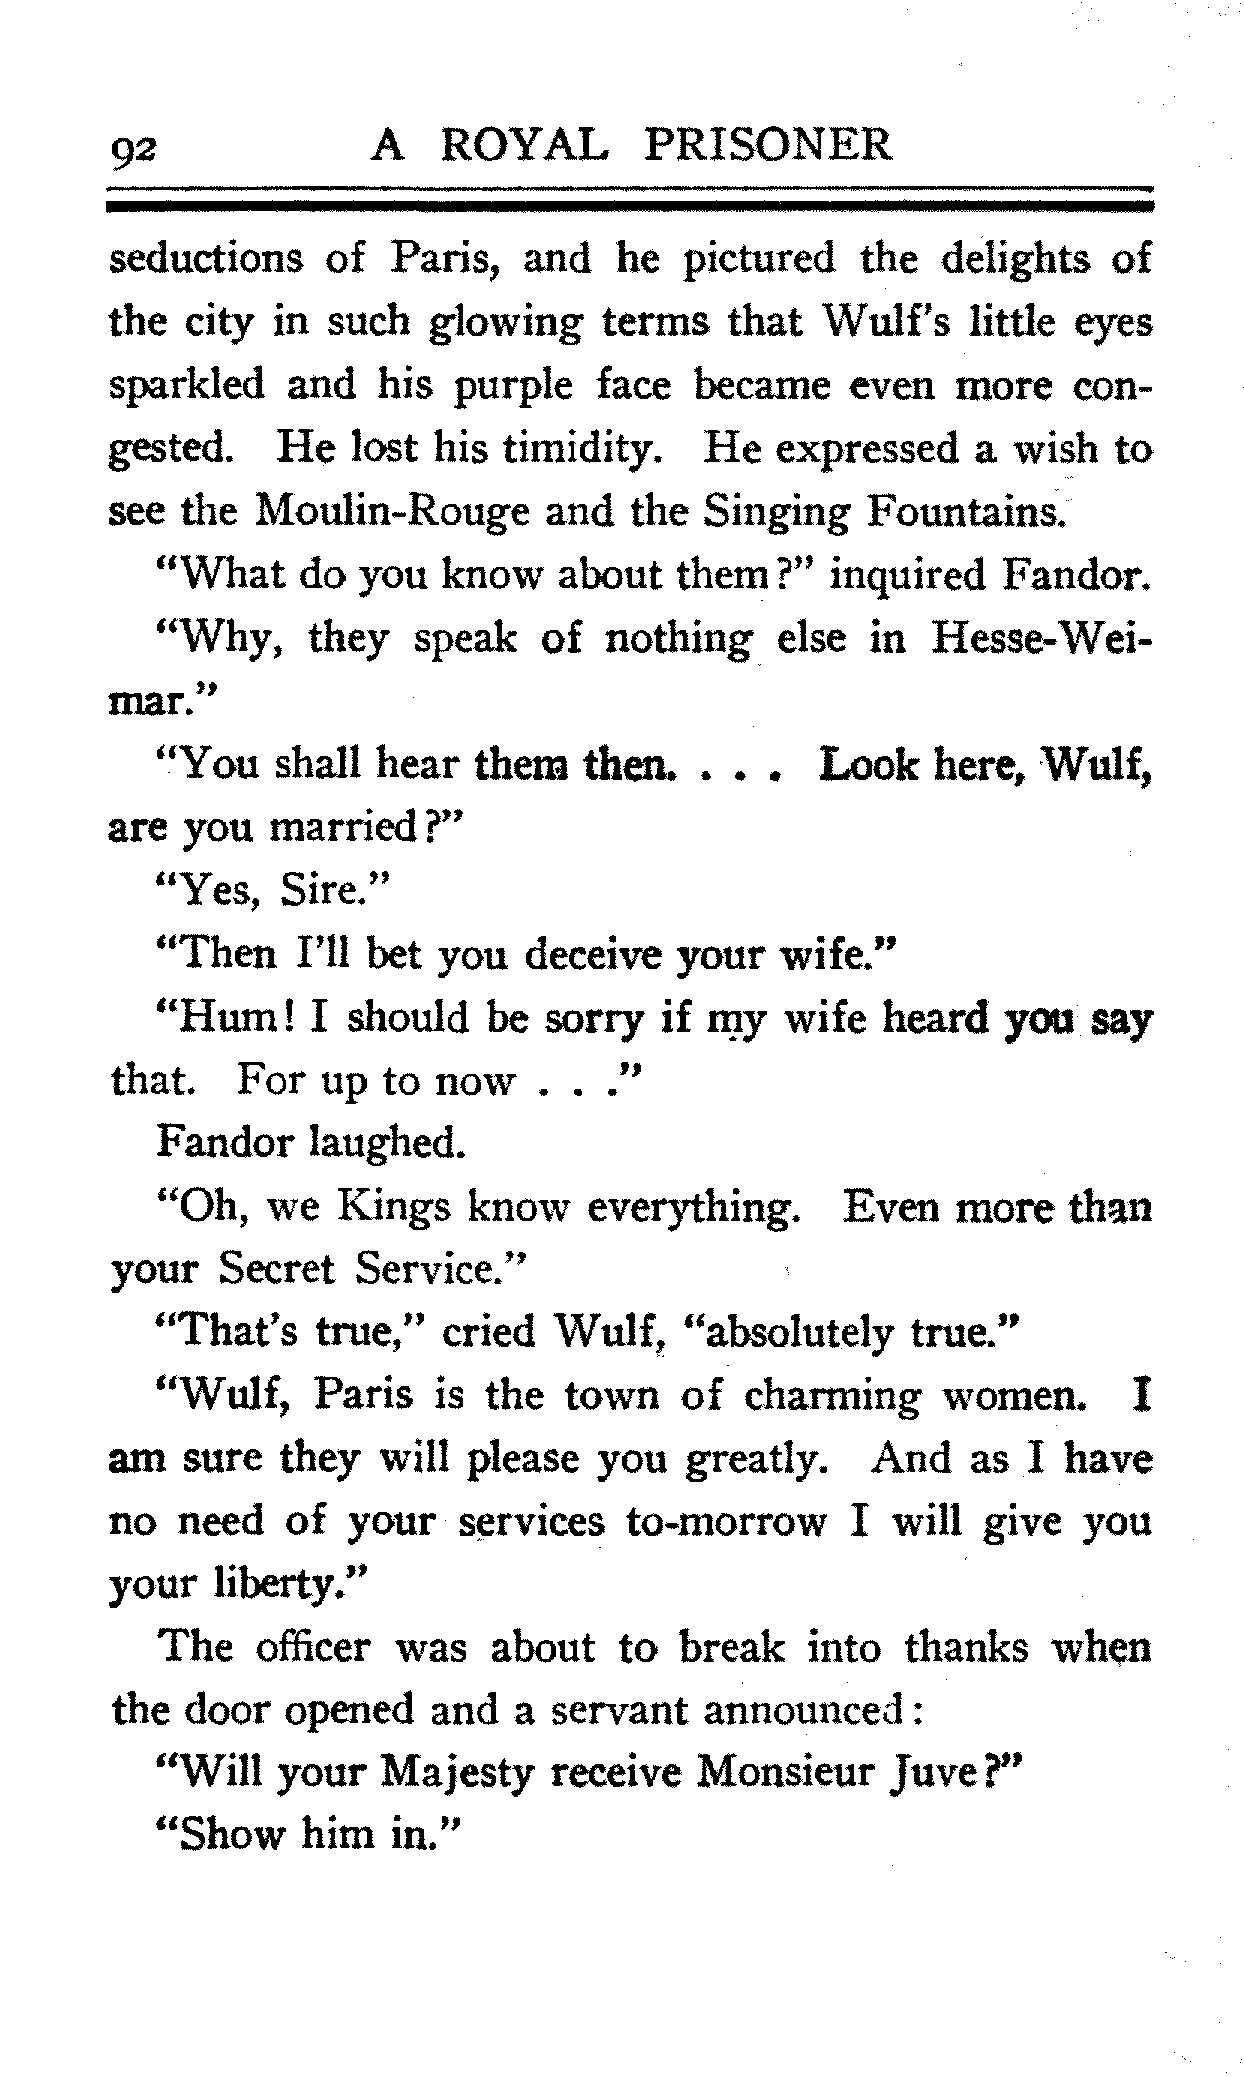 92 A ROYAL PRISONER
seductions of Paris, and he pictured the delights of
the city in such glowing terms that Wulf's little eyes
sparkled and his purple face became even more con-
gested. He lost his timidity. He expressed a wish to
see the Moulin-Rouge and the Singing Fountains.
“What do you know about them?” inquired Fandor.
“Why, they speak of nothing else in Hesse-Wei-
mar.”
“You shall hear them then. . . . Look here, Wulf,
are you married?”
“Yes, Sire.”
“Then I'll bet you deceive your wife.”
“Hum! I should be sorry if my wife heard you say
that. For up to now . . .”
Fandor laughed.
“Oh, we Kings know everything. Even more than
your Secret Service.”
“That's true,” cried Wulf, “absolutely true.”
“Wulf, Paris is the town of charming women. I
am sure they will please you greatly. And as I have
no need of your services to-morrow I will give you
your liberty.”
The officer was about to break into thanks when
the door opened and a servant announced:
“Will your Majesty receive Monsieur Juve?”
“Show him in.”